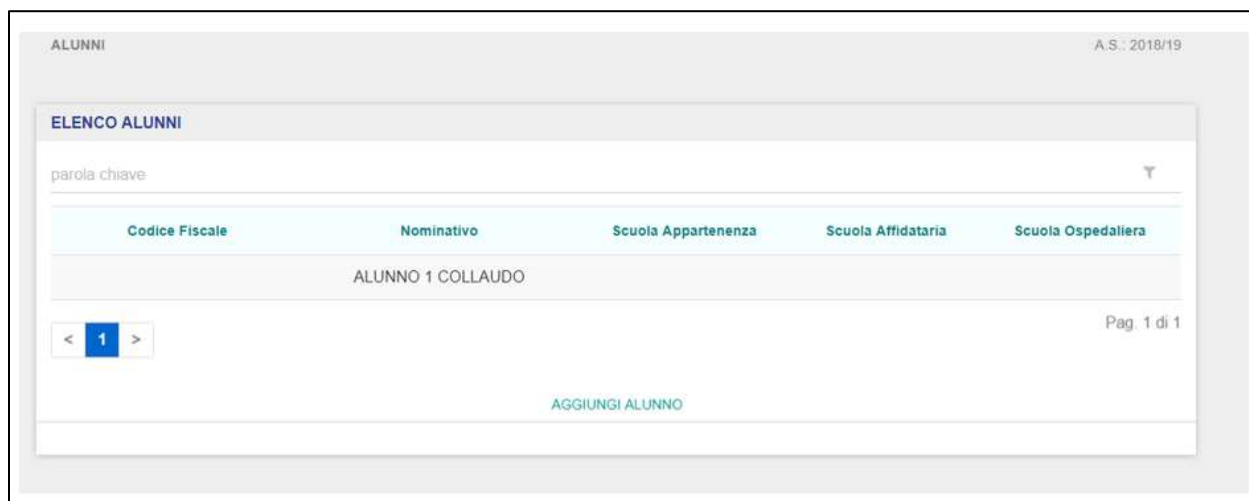 ALUNNI A.S.: 2018/19
ELENCO ALUNNI
parola chiave
Codice Fiscale Nominativo Scuola Appartenenza Scuola Affidataria Scuola Ospedaliera
ALUNNO 1 COLLAUDO
Pag. 1 di 1
< 1 >
AGGIUNGI ALUNNO